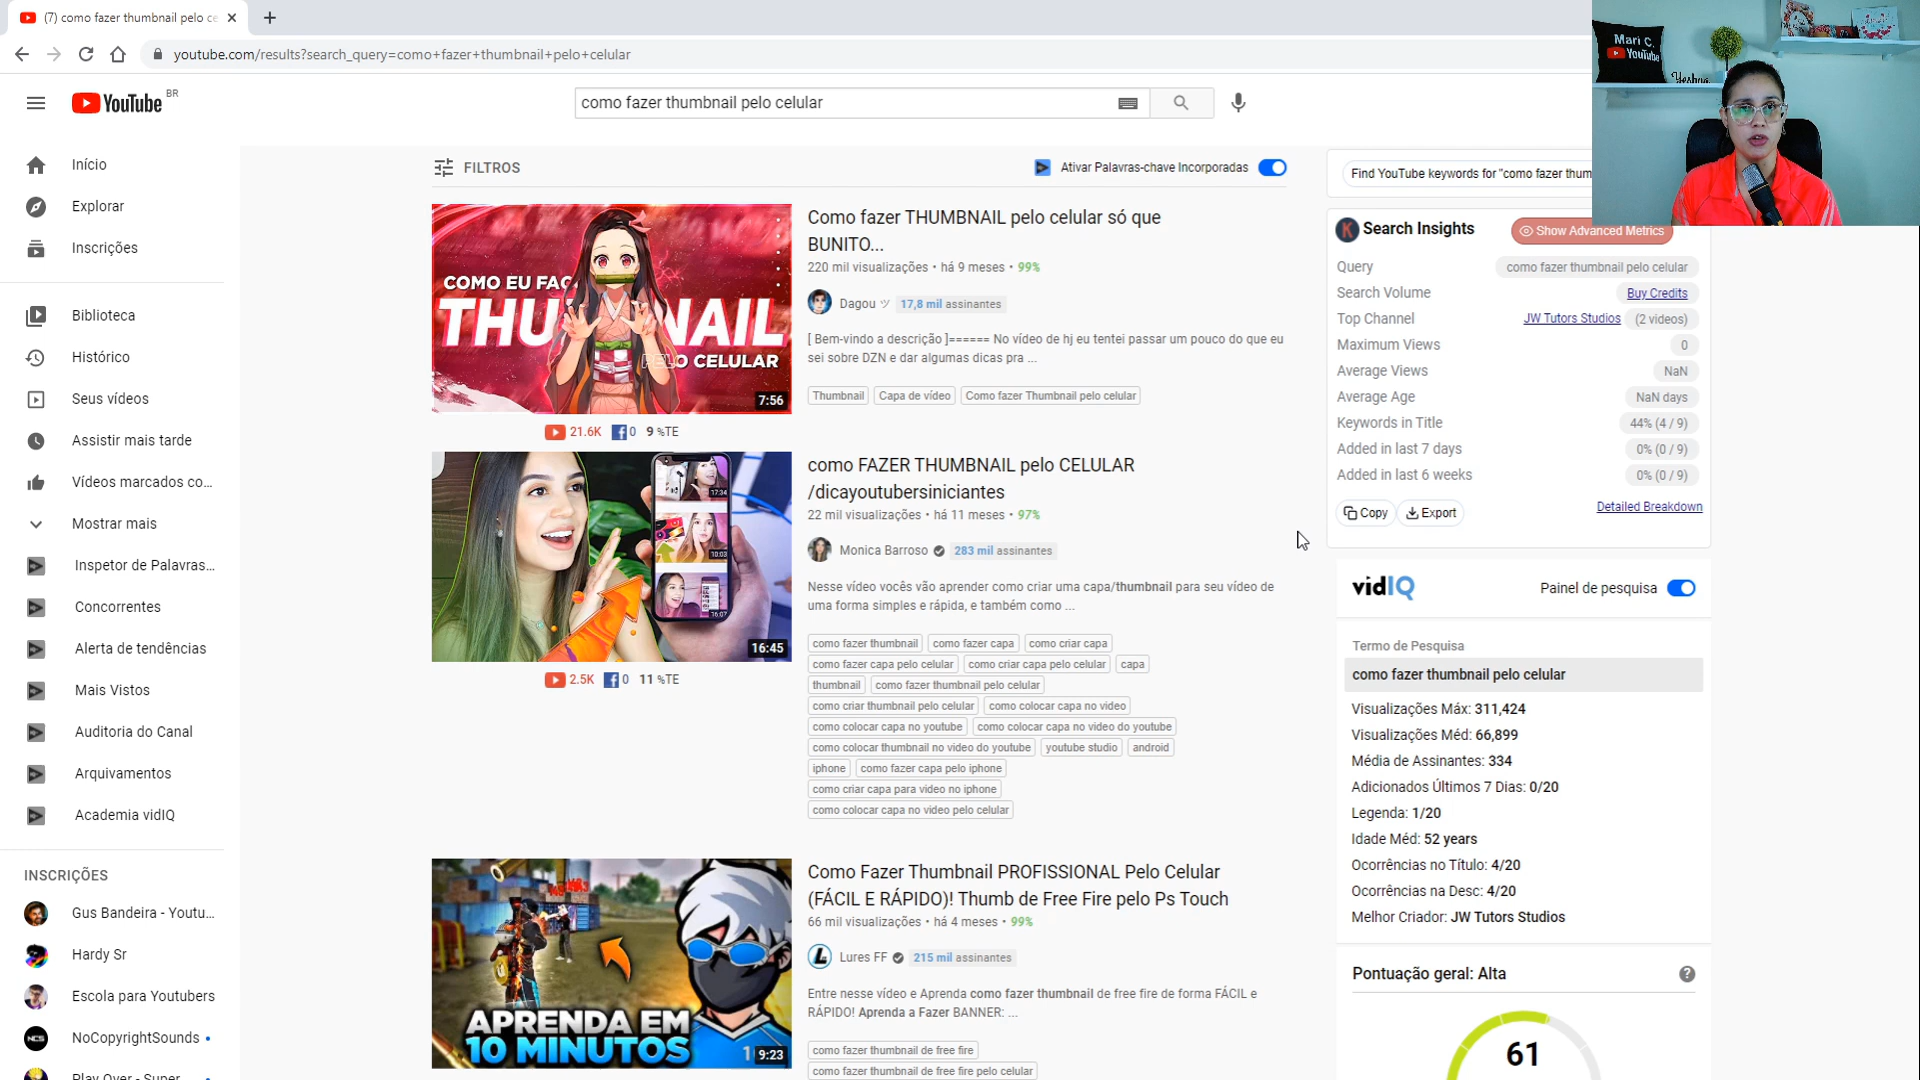 (7) como fazer thumbnail pelo ce
youtube.com/results?search_query=como+fazer+thumbnail+pelo+celular
YouTube BR
como fazer thumbnail pelo celular
Mari C.
YouTube
Yeshua
Início
Explorar
Inscrições
Biblioteca
Histórico
Seus vídeos
Assistir mais tarde
Vídeos marcados co...
Mostrar mais
Inspetor de Palavras...
Concorrentes
Alerta de tendências
Mais Vistos
Auditoria do Canal
Arquivamentos
Academia vidIQ
INSCRIÇÕES
Gus Bandeira - Youtu...
Hardy Sr
Escola para Youtubers
NoCopyrightSounds
Play Over - Super
FILTROS
Ativar Palavras-chave Incorporadas
COMO EU FAÇ
THU NAIL
PELO CELULAR
7:56
21.6K 0 9 %TE
Como fazer THUMBNAIL pelo celular só que
BUNITO...
220 mil visualizações • há 9 meses • 99%
Dagou ツ 17,8 mil assinantes
[ Bem-vindo a descrição ]====== No vídeo de hj eu tentei passar um pouco do que eu
sei sobre DZN e dar algumas dicas pra ...
Thumbnail Capa de vídeo Como fazer Thumbnail pelo celular
17:34
10:03
16:07
16:45
2.5K 0 11 %TE
como FAZER THUMBNAIL pelo CELULAR
/dicayoutubersiniciantes
22 mil visualizações • há 11 meses • 97%
Monica Barroso 283 mil assinantes
Nesse vídeo vocês vão aprender como criar uma capa/thumbnail para seu vídeo de
uma forma simples e rápida, e também como ...
como fazer thumbnail como fazer capa como criar capa
como fazer capa pelo celular como criar capa pelo celular capa
thumbnail como fazer thumbnail pelo celular
como criar thumbnail pelo celular como colocar capa no video
como colocar capa no youtube como colocar capa no video do youtube
como colocar thumbnail no video do youtube youtube studio android
iphone como fazer capa pelo iphone
como criar capa para video no iphone
como colocar capa no video pelo celular
APRENDA EM
10 MINUTOS
9:23
Como Fazer Thumbnail PROFISSIONAL Pelo Celular
(FÁCIL E RÁPIDO)! Thumb de Free Fire pelo Ps Touch
66 mil visualizações • há 4 meses • 99%
Lures FF 215 mil assinantes
Entre nesse vídeo e Aprenda como fazer thumbnail de free fire de forma FÁCIL e
RÁPIDO! Aprenda a Fazer BANNER: ...
como fazer thumbnail de free fire
como fazer thumbnail de free fire pelo celular
Find YouTube keywords for "como fazer thum
K Search Insights
Show Advanced Metrics
Query como fazer thumbnail pelo celular
Search Volume Buy Credits
Top Channel JW Tutors Studios (2 videos)
Maximum Views 0
Average Views NaN
Average Age NaN days
Keywords in Title 44% (4 / 9)
Added in last 7 days 0% (0 / 9)
Added in last 6 weeks 0% (0 / 9)
Copy Export
Detailed Breakdown
vidIQ
Painel de pesquisa
Termo de Pesquisa
como fazer thumbnail pelo celular
Visualizações Máx: 311,424
Visualizações Méd: 66,899
Média de Assinantes: 334
Adicionados Últimos 7 Dias: 0/20
Legenda: 1/20
Idade Méd: 52 years
Ocorrências no Título: 4/20
Ocorrências na Desc: 4/20
Melhor Criador: JW Tutors Studios
Pontuação geral: Alta
61